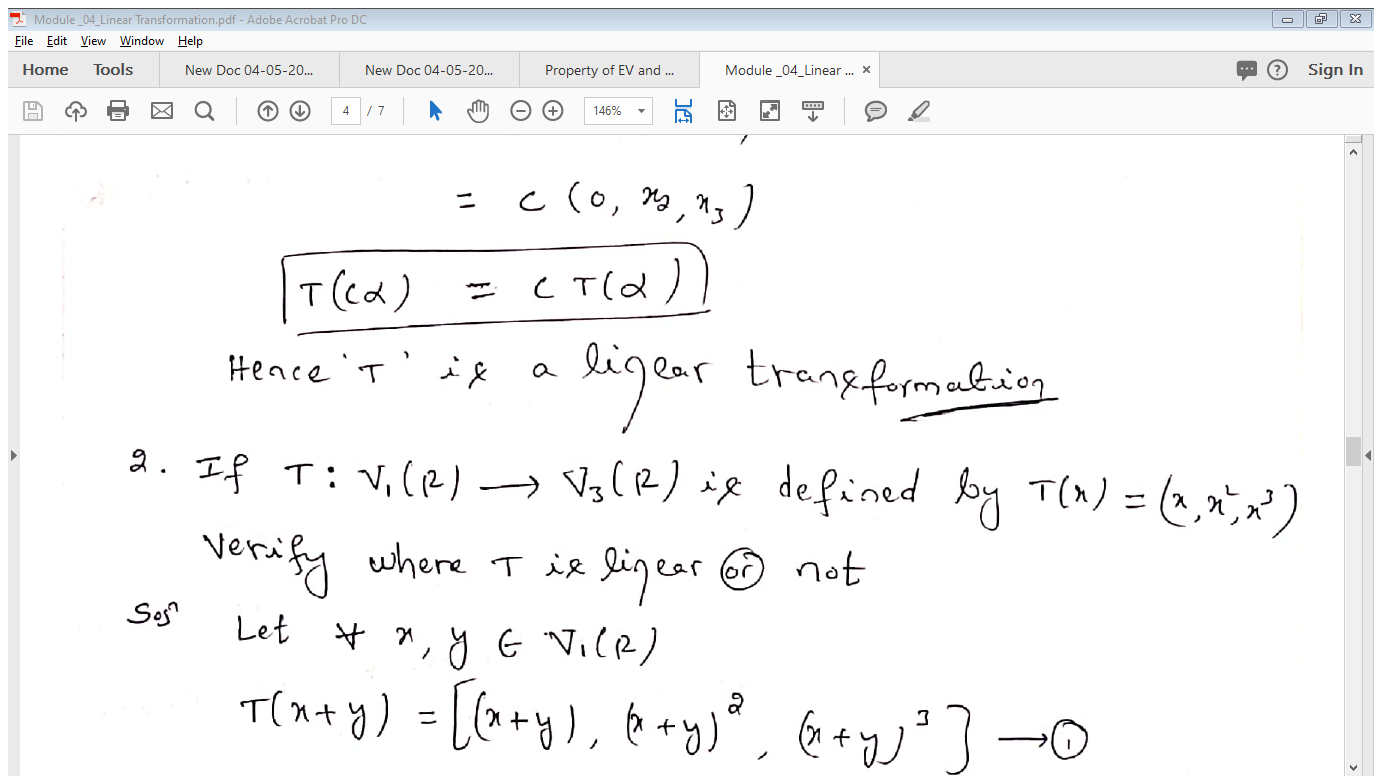 Module _04_Linear Transformation.pdf - Adobe Acrobat Pro DC
File Edit View Window Help
Home Tools New Doc 04-05-20... New Doc 04-05-20... Property of EV and ... Module _04_Linear ... × Sign In
4 / 7 146%
= c (0, x2, x3)
T(cα) = c T(α)
Hence 'T' is a linear transformation
2. If T: V₁(R) → V₃(R) is defined by T(x) = (x, x², x³)
Verify where T is linear or not
Solⁿ Let ∀ x, y ∈ V₁(R)
T(x+y) = [(x+y), (x+y)², (x+y)³] → ①